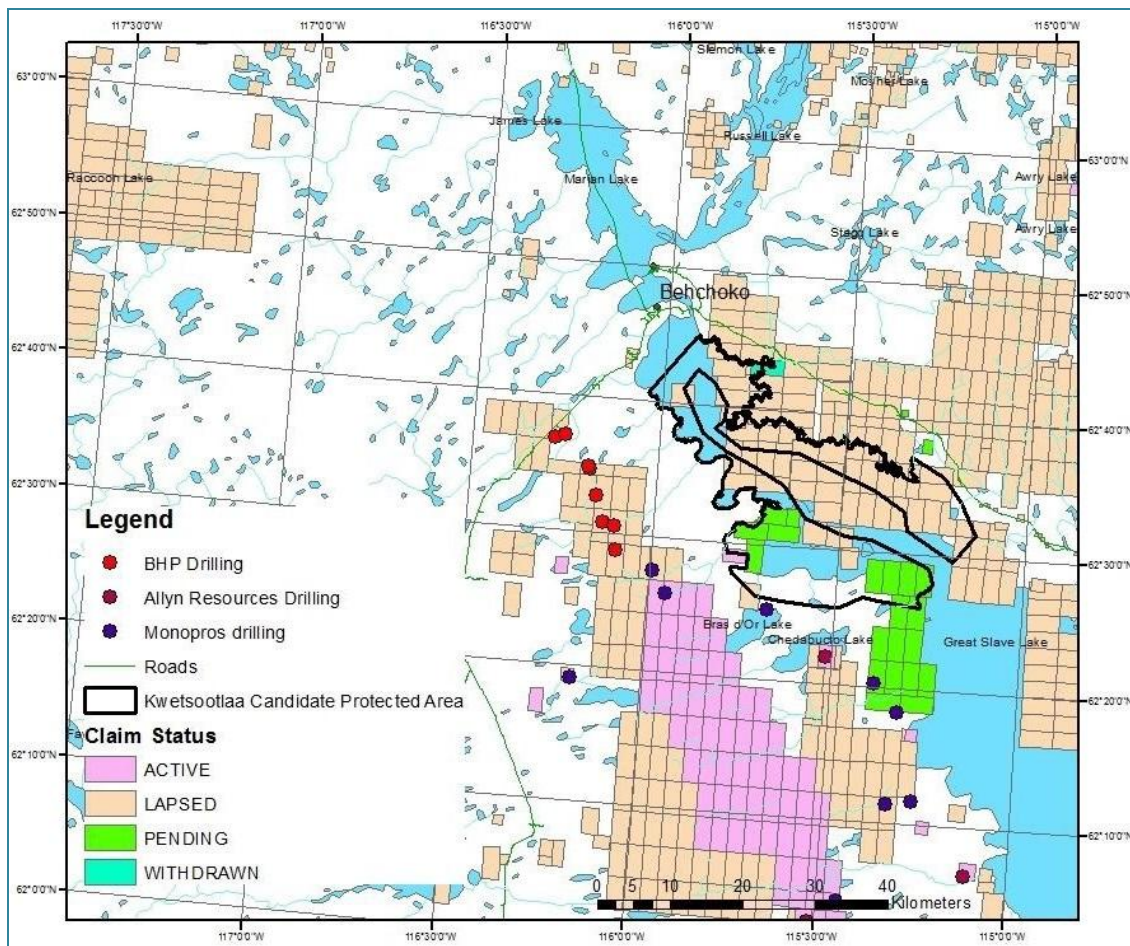 117°30'0"W
117°0'0"W
116°30'0"W
116°0'0"W
115°30'0"W
115°0'0"W
63°0'0"N
Slemon Lake
Mosher Lake
James Lake
Russell Lake
63°0'0"N
Raccoon Lake
Marian Lake
Awry Lake
62°50'0"N
Stagg Lake
Awry Lake
Behchoko
62°50'0"N
62°40'0"N
62°40'0"N
62°30'0"N
Legend
BHP Drilling
Allyn Resources Drilling
Monopros drilling
Roads
Kwetsootlaa Candidate Protected Area
Claim Status
ACTIVE
LAPSED
PENDING
WITHDRAWN
62°30'0"N
62°20'0"N
Bras d'Or Lake
Chedabucto Lake
Great Slave Lake
62°20'0"N
62°10'0"N
62°10'0"N
62°0'0"N
0 5 10 20 30 40
Kilometers
117°0'0"W
116°30'0"W
116°0'0"W
115°30'0"W
115°0'0"W